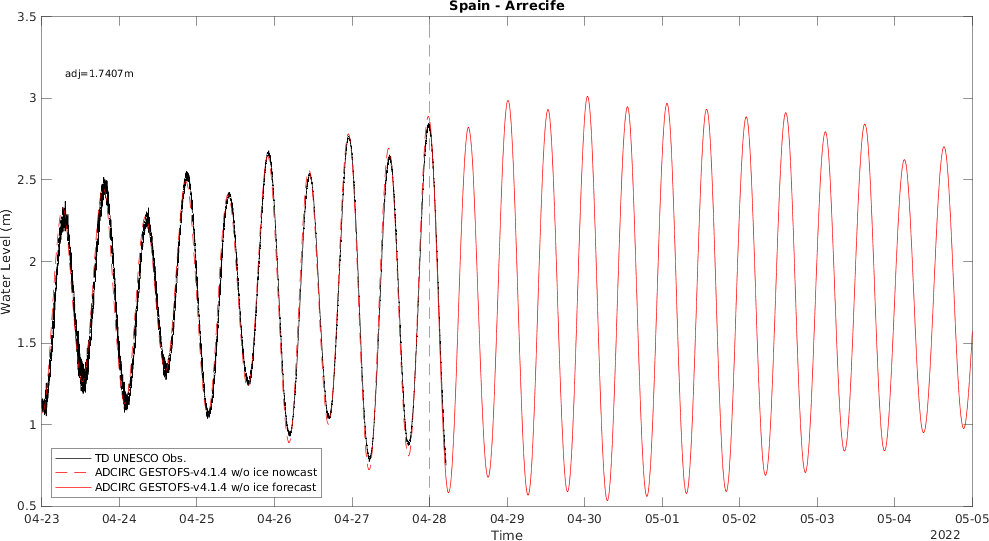 Spain - Arrecife
3.5
adj=1.7407m
3
2.5
2
Water Level (m)
1.5
1
0.5
TD UNESCO Obs.
ADCIRC GESTOFS-v4.1.4 w/o ice nowcast
ADCIRC GESTOFS-v4.1.4 w/o ice forecast
04-23 04-24 04-25 04-26 04-27 04-28 04-29 04-30 05-01 05-02 05-03 05-04 05-05
Time
2022